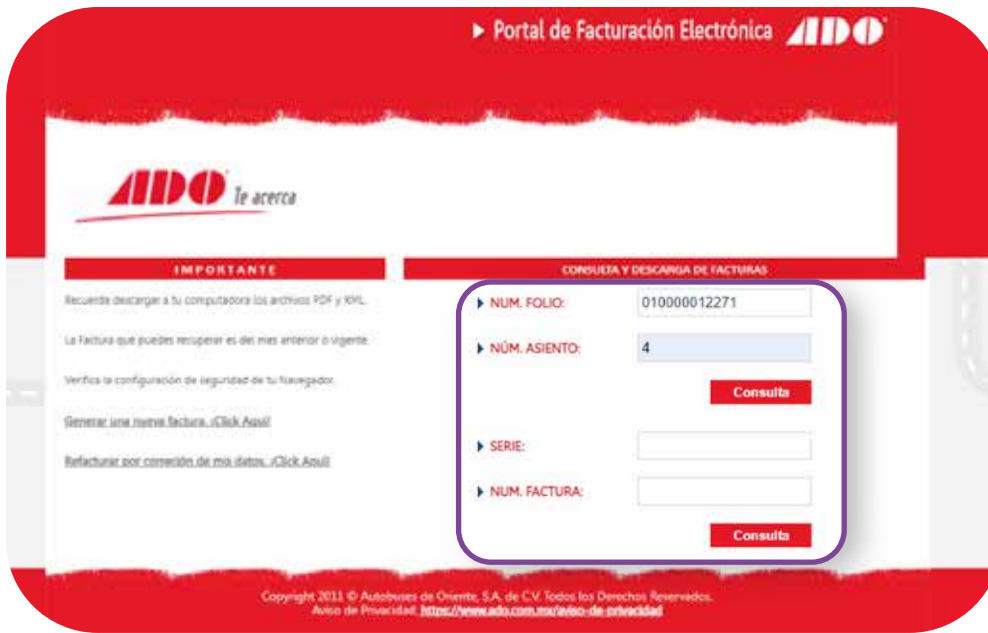 Portal de Facturación Electrónica ADO
ADO Te acerca
IMPORTANTE
Recuerda descargar a tu computadora los archivos PDF y XML.
La Factura que puedes recuperar es del mes anterior o vigente.
Verifica la configuración de seguridad de tu Navegador.
Generar una nueva factura. ¡Click Aquí!
Refacturar por correción de mis datos. ¡Click Aquí!
CONSULTA Y DESCARGA DE FACTURAS
NUM. FOLIO: 010000012271
NÚM. ASIENTO: 4
Consulta
SERIE:
NUM. FACTURA:
Consulta
Copyright 2011 © Autobuses de Oriente, S.A. de C.V. Todos los Derechos Reservados.
Aviso de Privacidad: https://www.ado.com.mx/aviso-de-privacidad